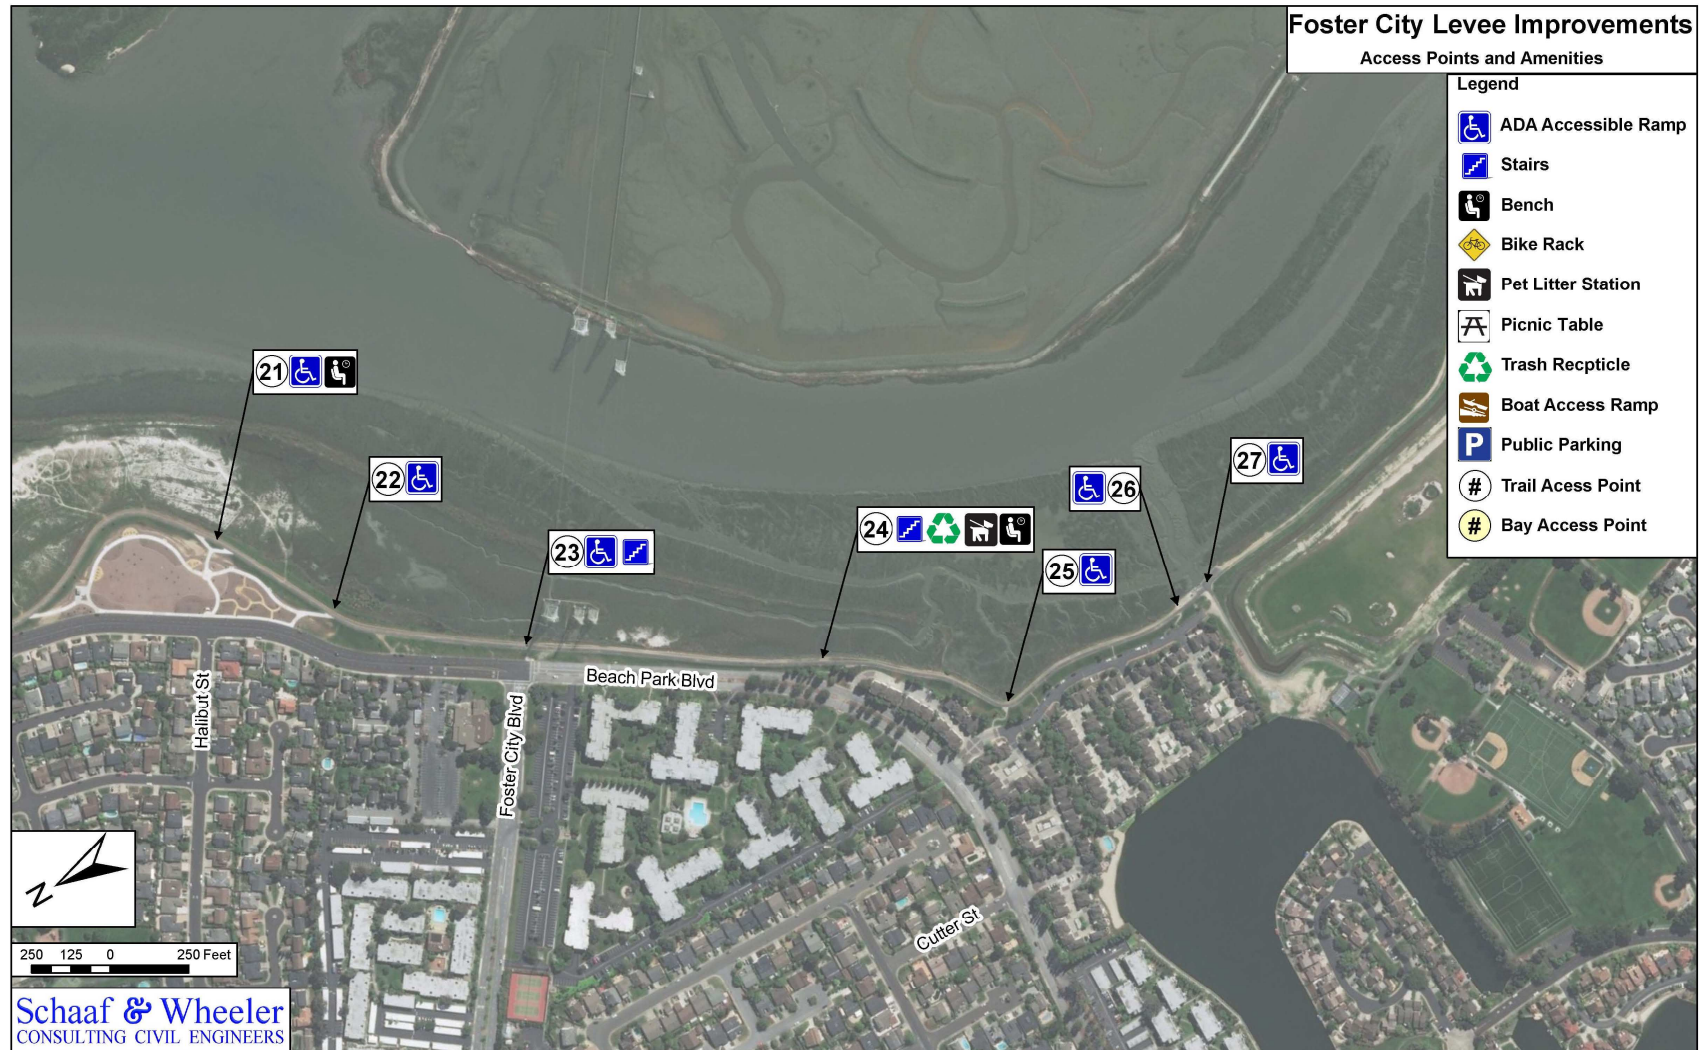 Foster City Levee Improvements
Access Points and Amenities
Legend
ADA Accessible Ramp
Stairs
Bench
Bike Rack
Pet Litter Station
Picnic Table
Trash Recpticle
Boat Access Ramp
P Public Parking
# Trail Acess Point
# Bay Access Point
21
22
23
24
25
26
27
Halibut St
Foster City Blvd
Beach Park Blvd
Cutter St
N
250 125 0 250 Feet
Schaaf & Wheeler
CONSULTING CIVIL ENGINEERS